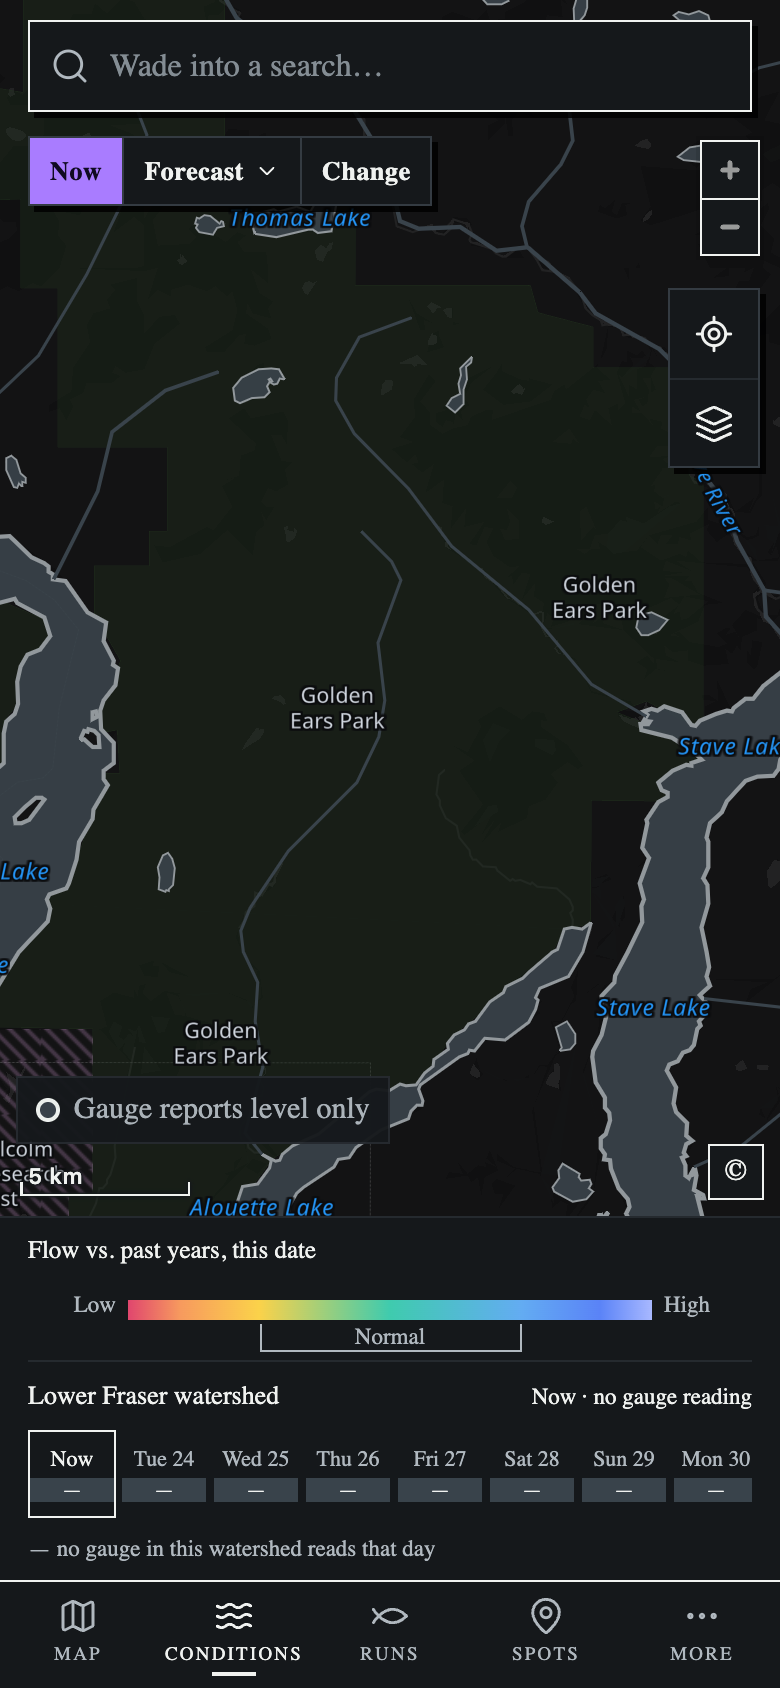 Wade into a search…
Now
Forecast
Change
Thomas Lake
+
−
e River
Golden
Ears Park
Golden
Ears Park
Stave Lak
Lake
e
Stave Lake
Golden
Ears Park
Gauge reports level only
lcolm
st
5 km
©
Alouette Lake
Flow vs. past years, this date
Low
High
Normal
Lower Fraser watershed
Now · no gauge reading
Now
Tue 24
Wed 25
Thu 26
Fri 27
Sat 28
Sun 29
Mon 30
— — — — — — — —
— no gauge in this watershed reads that day
MAP
CONDITIONS
RUNS
SPOTS
MORE